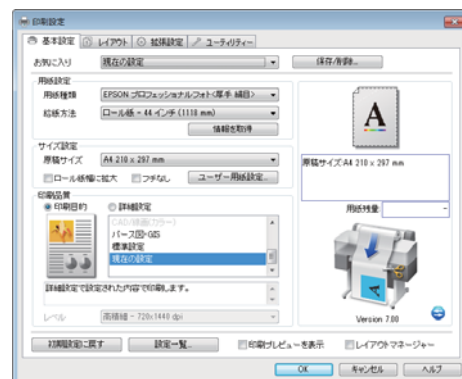 印刷設定
基本設定 レイアウト 拡張設定 ユーティリティー
お気に入り 現在の設定 保存/削除...
用紙設定
用紙種類 EPSON プロフェッショナルフォト<厚手 絹目>
給紙方法 ロール紙 - 44 インチ (1118 mm)
情報を取得
サイズ設定
原稿サイズ A4 210 x 297 mm
ロール紙幅に拡大 フチなし ユーザー用紙設定...
印刷品質
印刷目的 詳細設定
CAD/線画(カラー)
パース図・GIS
標準設定
現在の設定
詳細設定で設定された内容で印刷します。
レベル 高精細 - 720x1440 dpi
A
原稿サイズ:A4 210 x 297 mm
用紙残量 -
Version 7.00
初期設定に戻す 設定一覧... 印刷プレビューを表示 レイアウトマネージャー
OK キャンセル ヘルプ